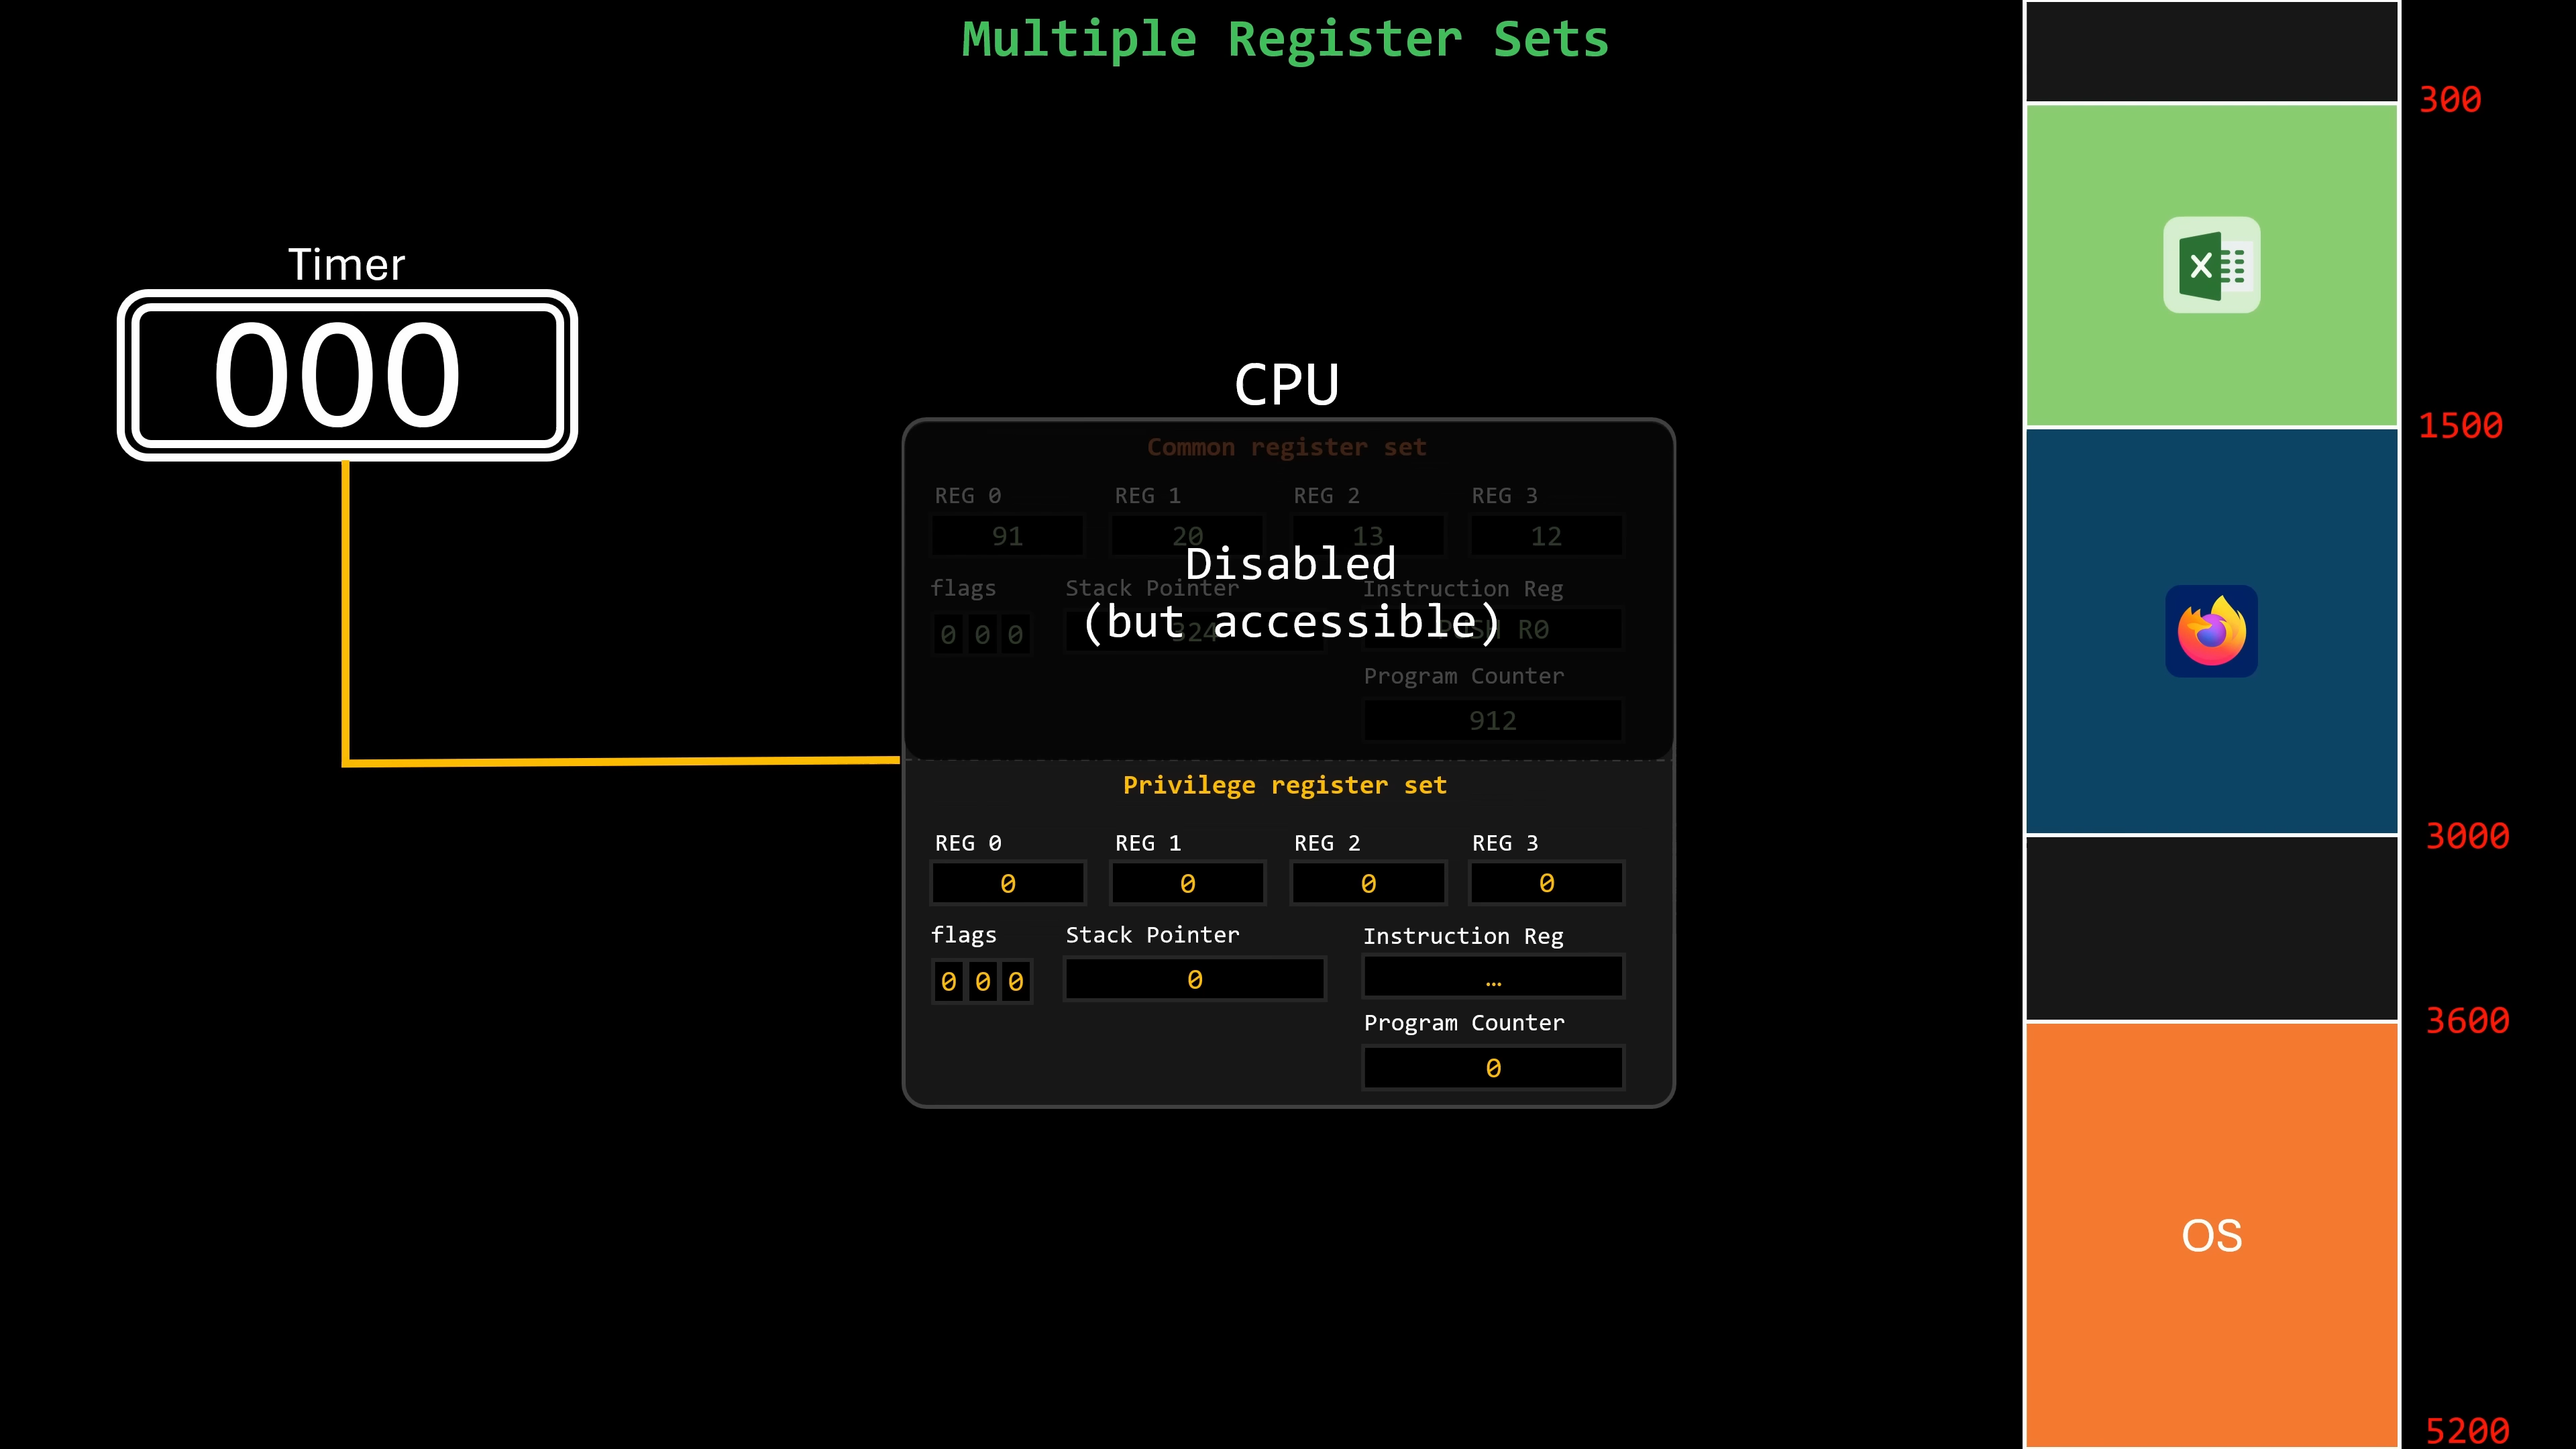 Multiple Register Sets
Timer
000
CPU
Common register set
REG 0 REG 1 REG 2 REG 3
91 20 13 12
Disabled
(but accessible)
flags Stack Pointer Instruction Reg
0 0 0 324 PUSH R0
Program Counter
912
Privilege register set
REG 0 REG 1 REG 2 REG 3
0 0 0 0
flags Stack Pointer Instruction Reg
0 0 0 0 …
Program Counter
0
300
X
1500
3000
3600
OS
5200